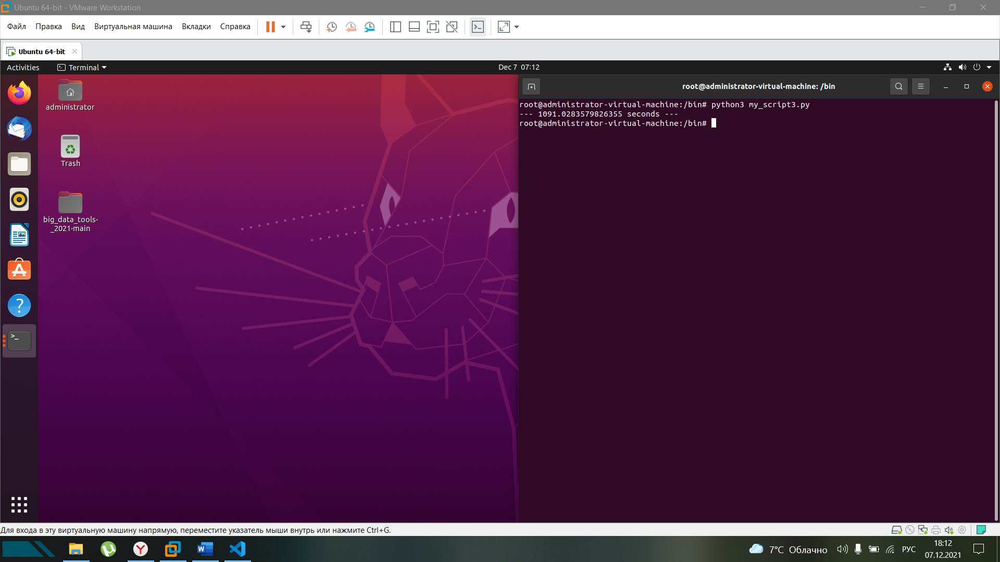 Ubuntu 64-bit - VMware Workstation
Файл Правка Вид Виртуальная машина Вкладки Справка
Ubuntu 64-bit
Activities Terminal Dec 7 07:12
root@administrator-virtual-machine: /bin
administrator
Trash
big_data_tools-
_2021-main
root@administrator-virtual-machine:/bin# python3 my_script3.py
--- 1091.0283579826355 seconds ---
root@administrator-virtual-machine:/bin#
Для входа в эту виртуальную машину напрямую, переместите указатель мыши внутрь или нажмите Ctrl+G.
7°C Облачно РУС 18:12
07.12.2021